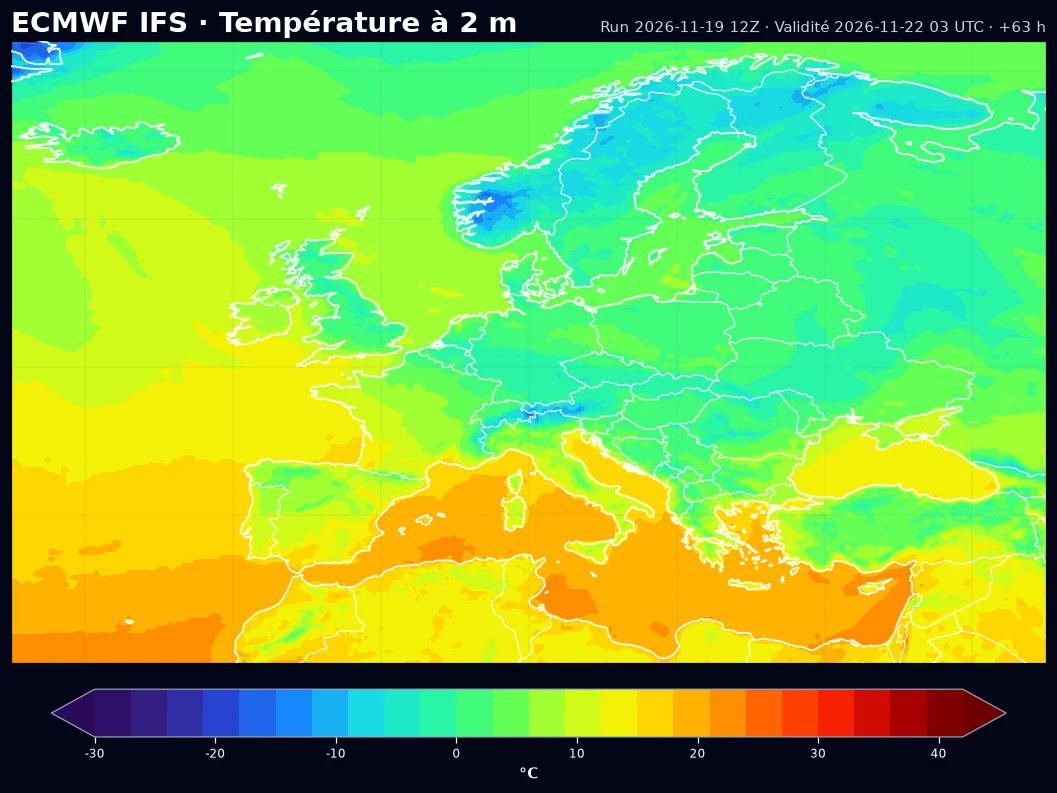 ECMWF IFS · Température à 2 m
Run 2026-11-19 12Z · Validité 2026-11-22 03 UTC · +63 h
-30 -20 -10 0 10 20 30 40
°C